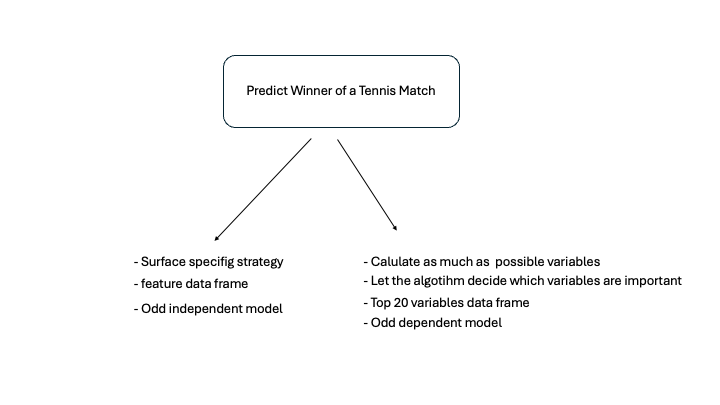 Predict Winner of a Tennis Match
- Surface specifig strategy
- feature data frame
- Odd independent model
- Calulate as much as  possible variables
- Let the algotihm decide which variables are important
- Top 20 variables data frame
- Odd dependent model